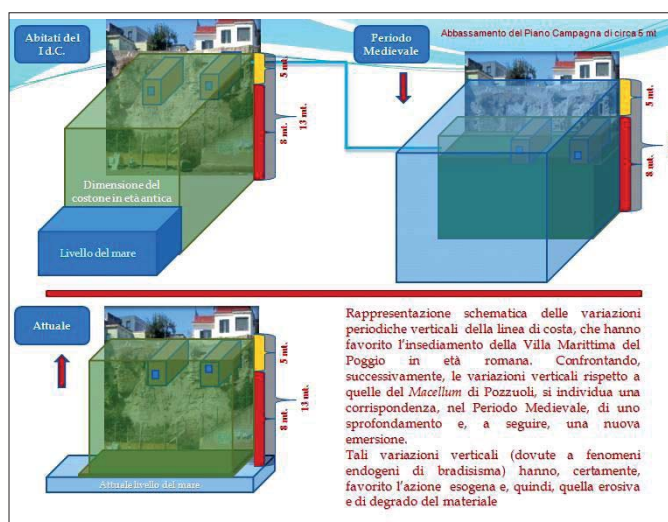 Abitati del
I d.C.
5 mt.
8 mt.
13 mt.
Dimensione del
costone in età antica
Livello del mare
Periodo
Medievale
Abbassamento del Piano Campagna di circa 5 mt
5 mt.
8 mt.
Attuale
5 mt.
8 mt.
13 mt.
Attuale livello del mare
Rappresentazione schematica delle variazioni
periodiche verticali della linea di costa, che hanno
favorito l'insediamento della Villa Marittima del
Poggio in età romana. Confrontando,
successivamente, le variazioni verticali rispetto a
quelle del Macellum di Pozzuoli, si individua una
corrispondenza, nel Periodo Medievale, di uno
sprofondamento e, a seguire, una nuova
emersione.
Tali variazioni verticali (dovute a fenomeni
endogeni di bradisisma) hanno, certamente,
favorito l'azione esogena e, quindi, quella erosiva
e di degrado del materiale